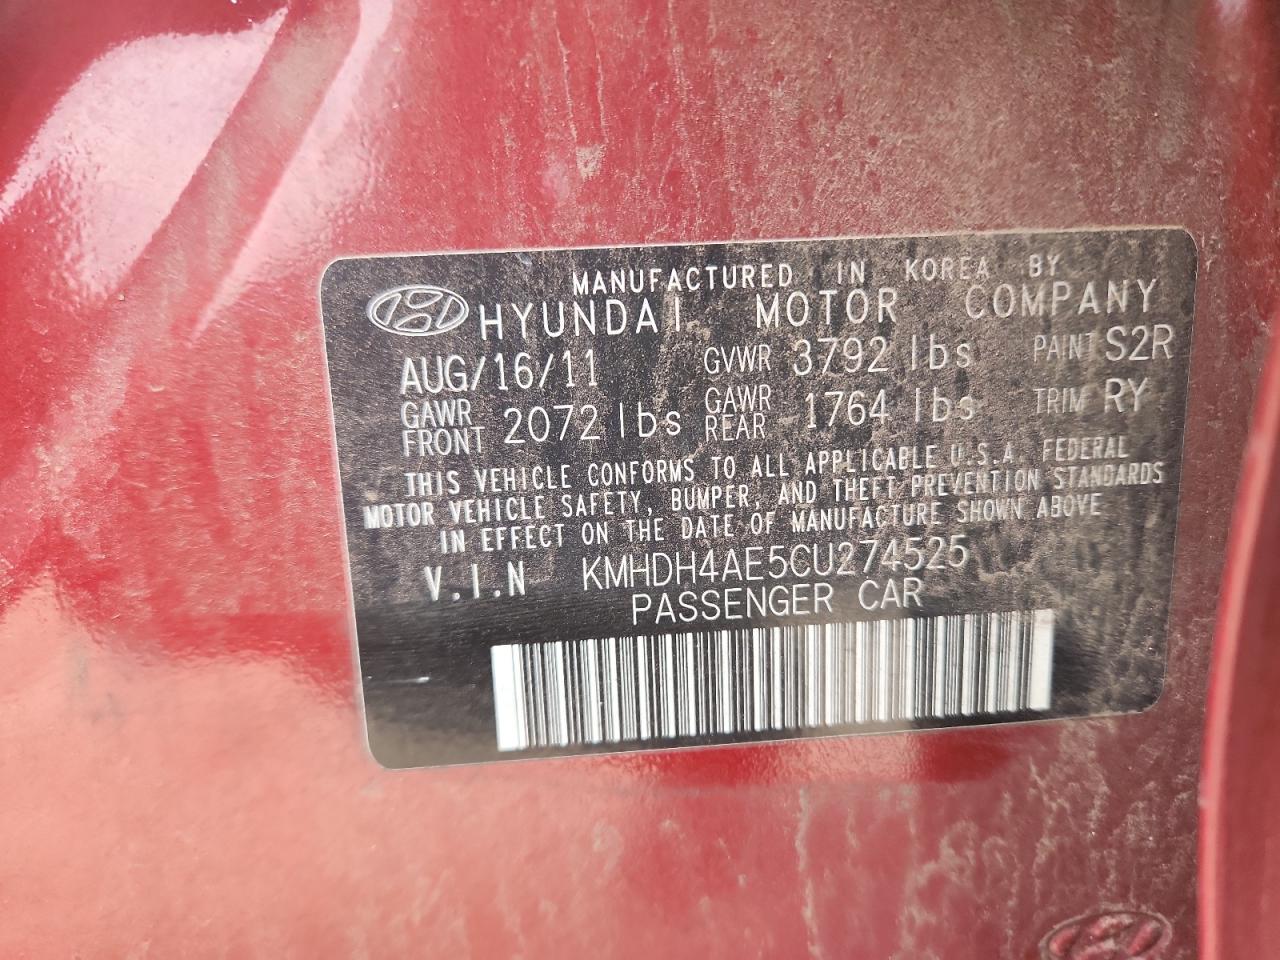 MANUFACTURED IN KOREA BY
HYUNDAI MOTOR COMPANY
AUG/16/11 GVWR 3792 lbs PAINT S2R
GAWR FRONT 2072 lbs GAWR REAR 1764 lbs TRIM RY
THIS VEHICLE CONFORMS TO ALL APPLICABLE U.S.A. FEDERAL
MOTOR VEHICLE SAFETY, BUMPER, AND THEFT PREVENTION STANDARDS
IN EFFECT ON THE DATE OF MANUFACTURE SHOWN ABOVE
V.I.N KMHDH4AE5CU274525
PASSENGER CAR